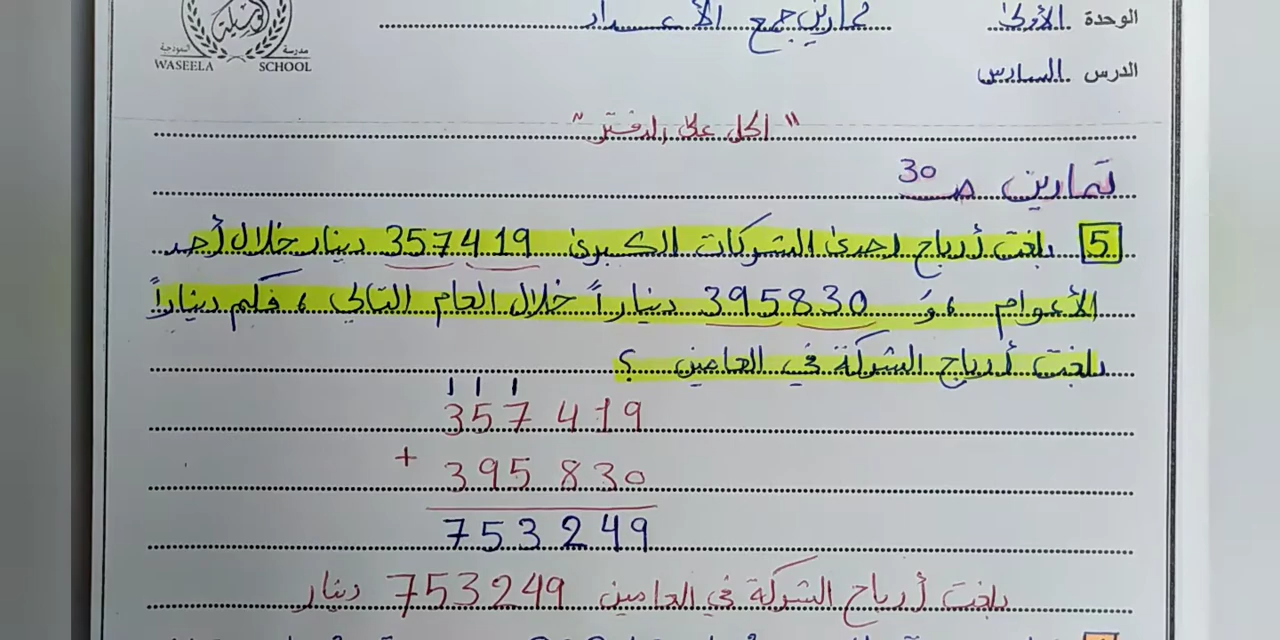 الوحدة الأولى تمارين جمع الأعداد
مدرسة النموذجية
WASEELA SCHOOL
الدرس السادس
"الحل على الدفتر"
تمارين ص 30
5 بلغت أرباح إحدى الشركات الكبرى 357419 دينار خلال أحد
الأعوام ، وَ 395830 ديناراً خلال العام التالي ، فكم ديناراً
بلغت أرباح الشركة في العامين ؟
1 1 1
357 419
+ 395 830
753 249
بلغت أرباح الشركة في العامين 753249 دينار